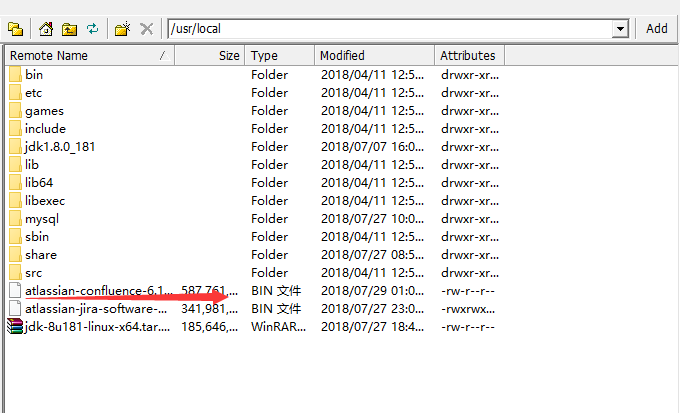 /usr/local Add
Remote Name / Size Type Modified Attributes
bin Folder 2018/04/11 12:5... drwxr-xr...
etc Folder 2018/04/11 12:5... drwxr-xr...
games Folder 2018/04/11 12:5... drwxr-xr...
include Folder 2018/04/11 12:5... drwxr-xr...
jdk1.8.0_181 Folder 2018/07/07 16:0... drwxr-xr...
lib Folder 2018/04/11 12:5... drwxr-xr...
lib64 Folder 2018/04/11 12:5... drwxr-xr...
libexec Folder 2018/04/11 12:5... drwxr-xr...
mysql Folder 2018/07/27 10:0... drwxr-xr...
sbin Folder 2018/04/11 12:5... drwxr-xr...
share Folder 2018/07/27 08:5... drwxr-xr...
src Folder 2018/04/11 12:5... drwxr-xr...
atlassian-confluence-6.1... 587,761,... BIN 文件 2018/07/29 01:0... -rw-r--r--
atlassian-jira-software-... 341,981,... BIN 文件 2018/07/27 23:0... -rwxrwx...
jdk-8u181-linux-x64.tar.... 185,646,... WinRAR... 2018/07/27 18:4... -rw-r--r--